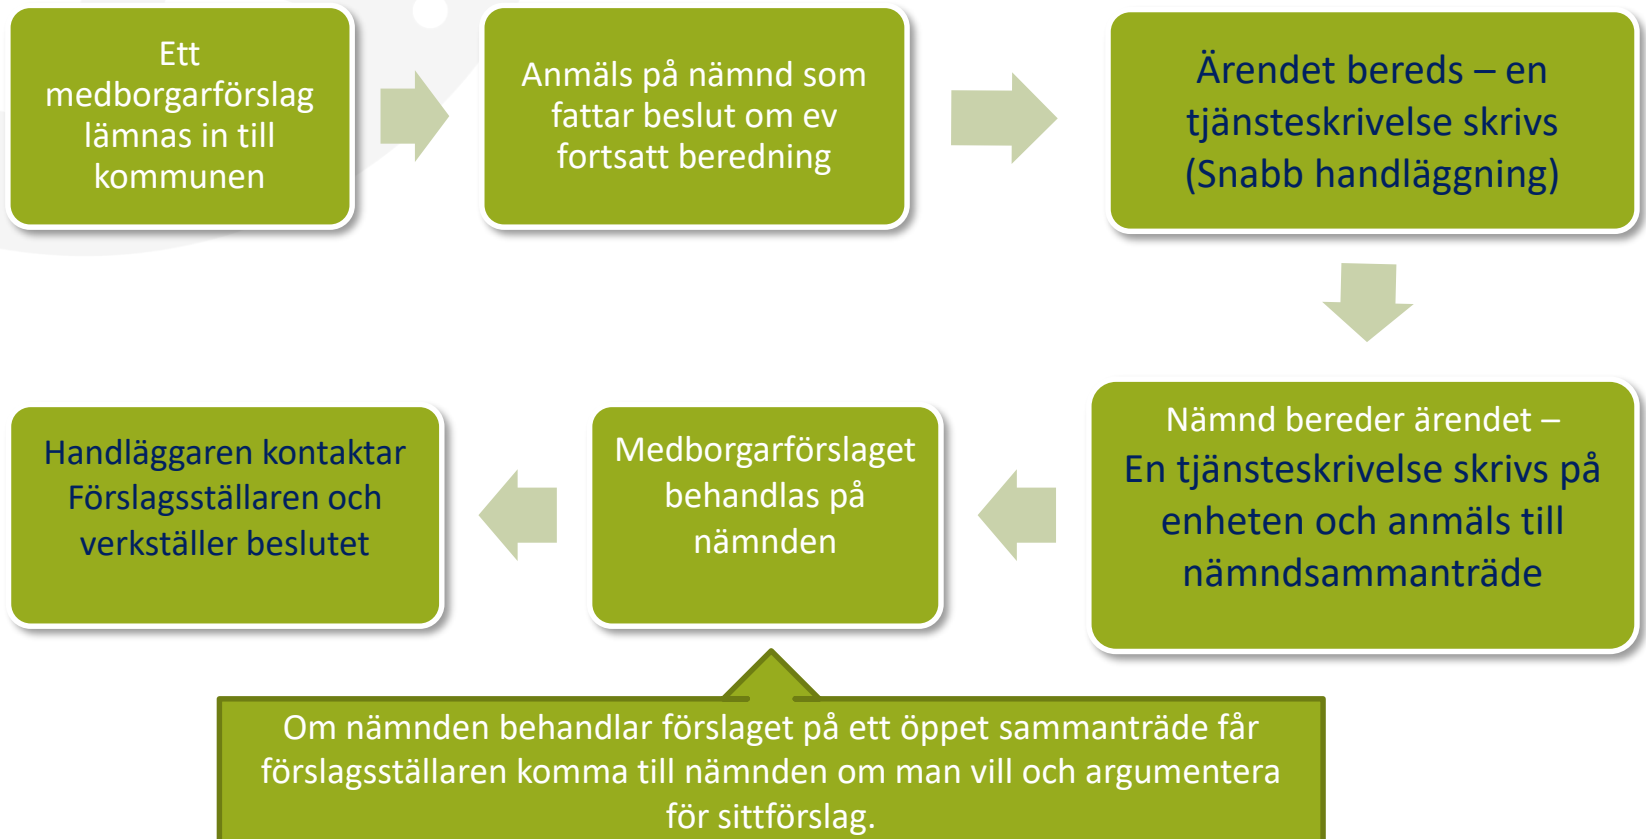 Ett
medborgarförslag
lämnas in till
kommunen
Anmäls på nämnd som
fattar beslut om ev
fortsatt beredning
Ärendet bereds – en
tjänsteskrivelse skrivs
(Snabb handläggning)
Nämnd bereder ärendet –
En tjänsteskrivelse skrivs på
enheten och anmäls till
nämndsammanträde
Medborgarförslaget
behandlas på
nämnden
Handläggaren kontaktar
Förslagsställaren och
verkställer beslutet
Om nämnden behandlar förslaget på ett öppet sammanträde får
förslagsställaren komma till nämnden om man vill och argumentera
för sittförslag.